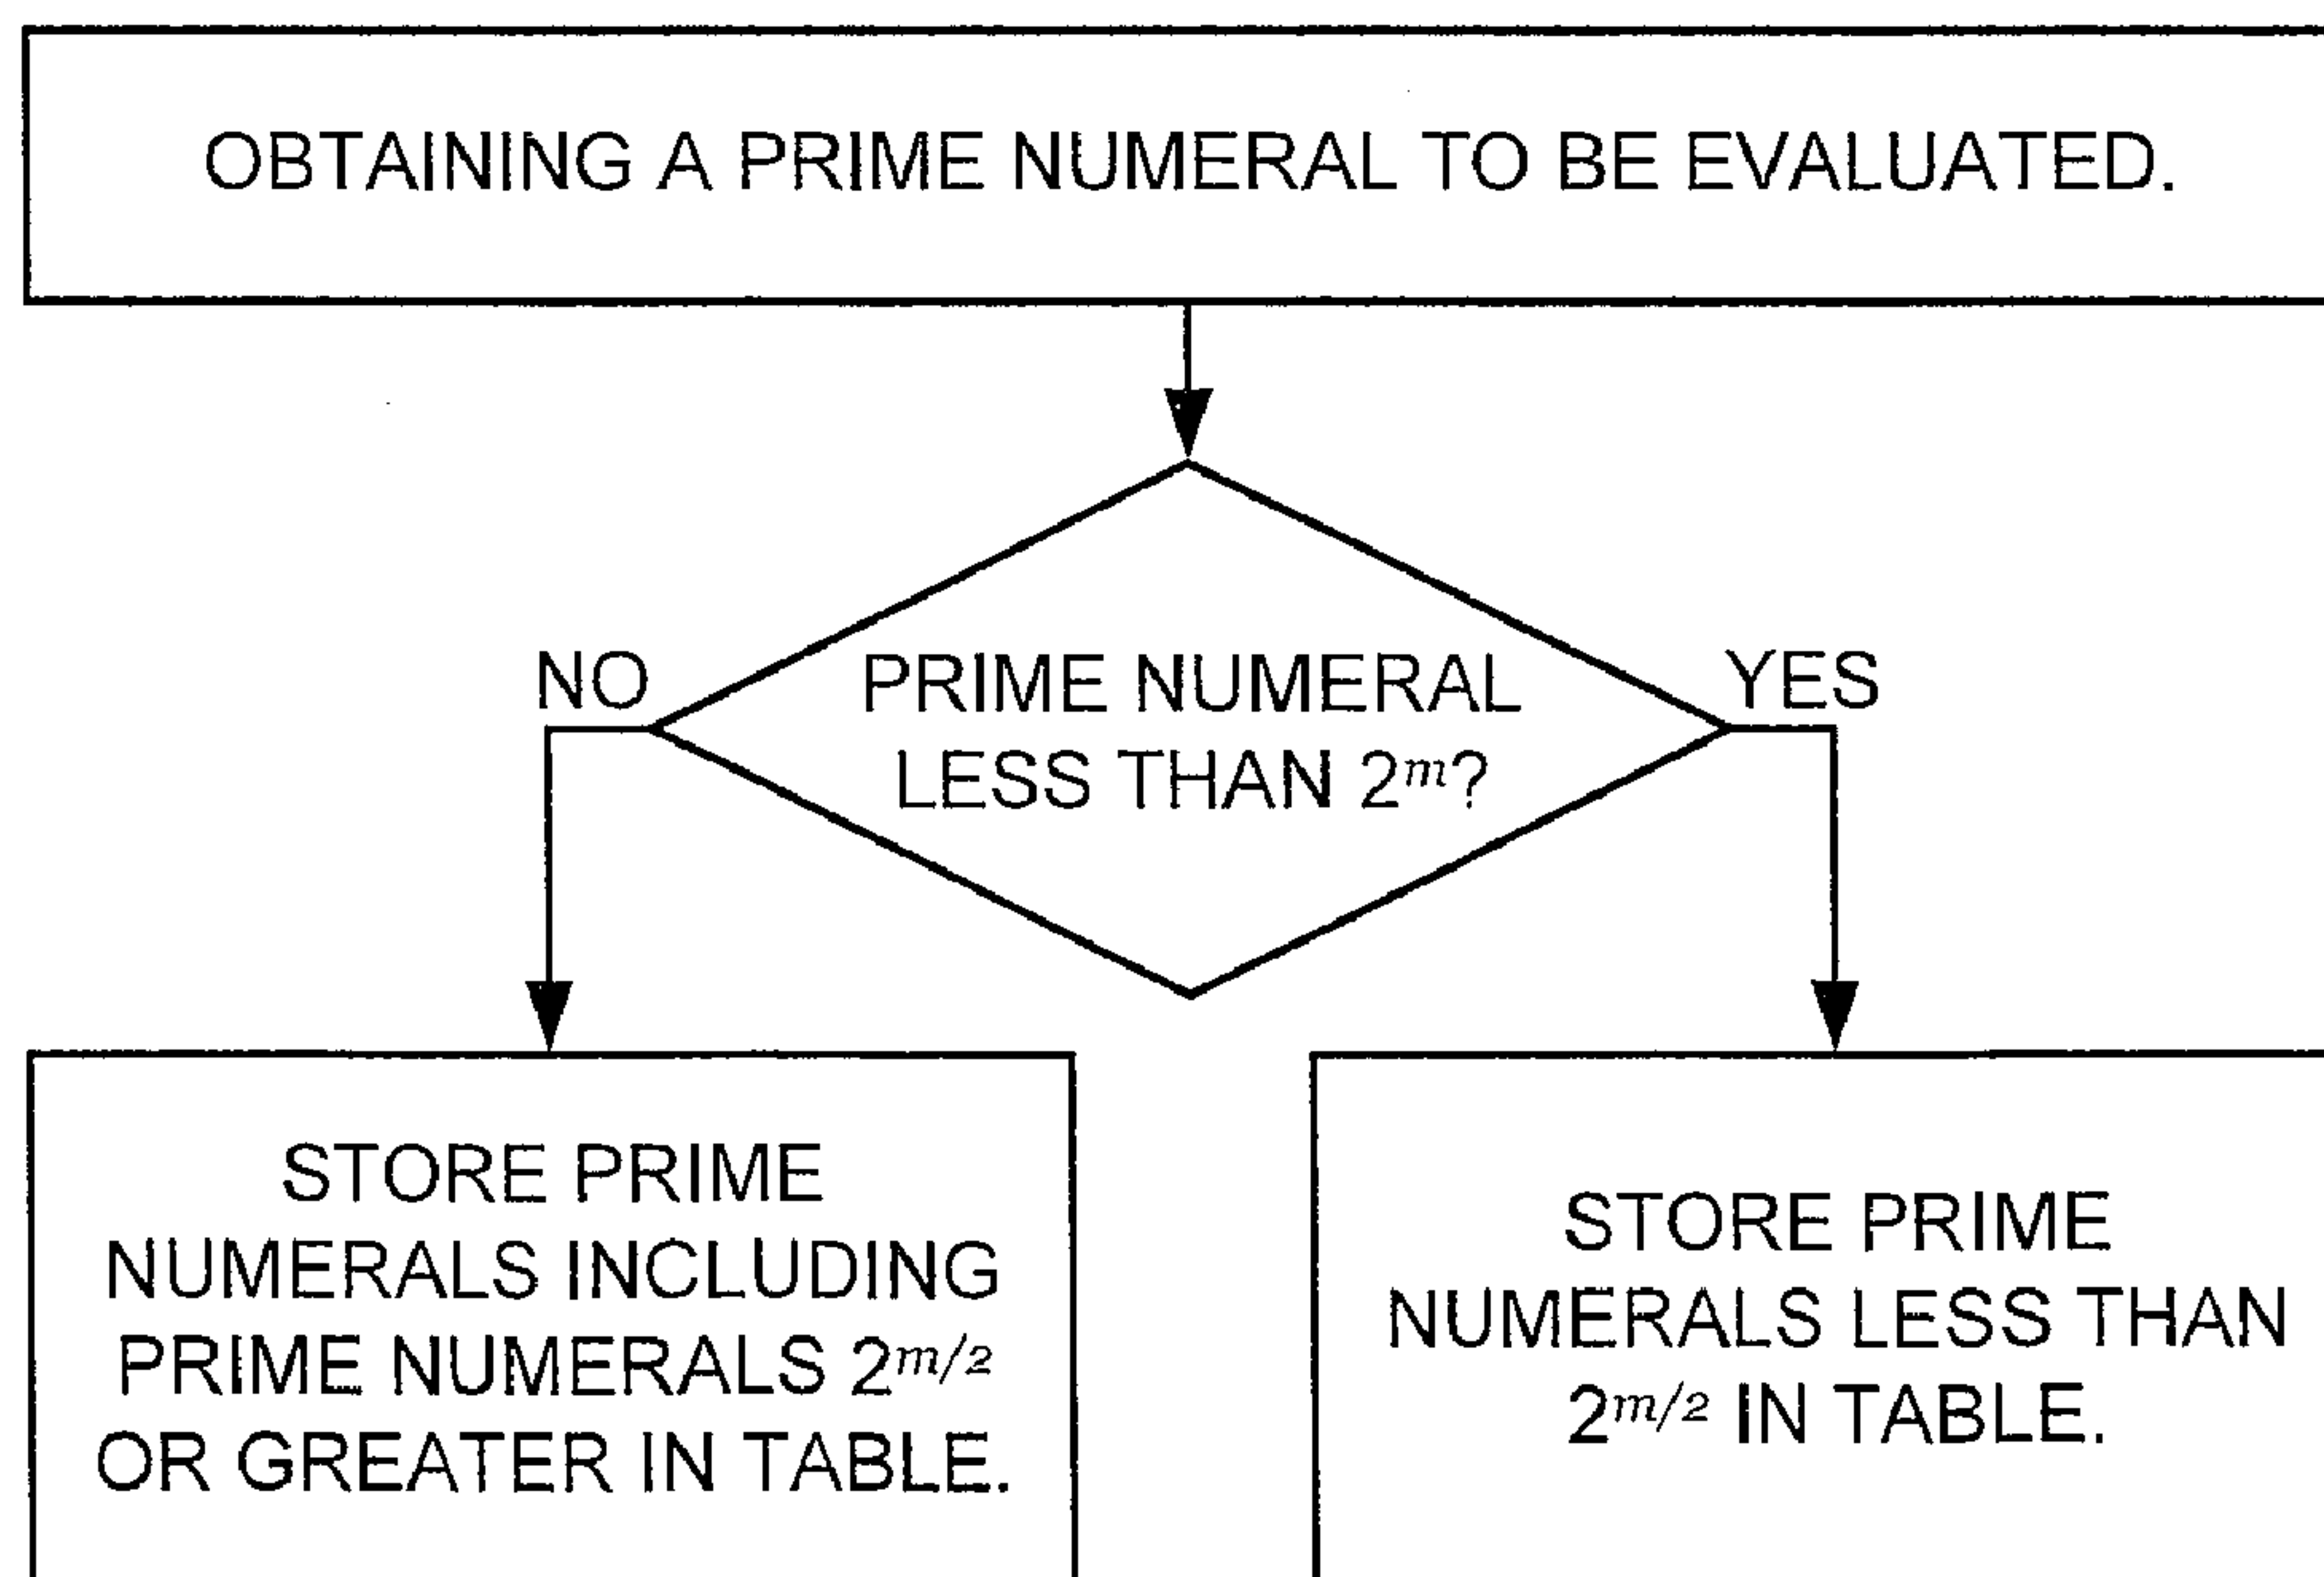 OBTAINING A PRIME NUMERAL TO BE EVALUATED.
NO
PRIME NUMERAL
LESS THAN 2^m?
YES
STORE PRIME
NUMERALS INCLUDING
PRIME NUMERALS 2^m/2
OR GREATER IN TABLE.
STORE PRIME
NUMERALS LESS THAN
2^m/2 IN TABLE.